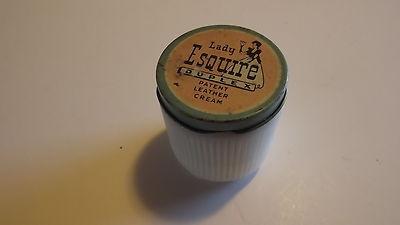 Lady
Esquire
DUPLEX
PATENT
LEATHER
CREAM